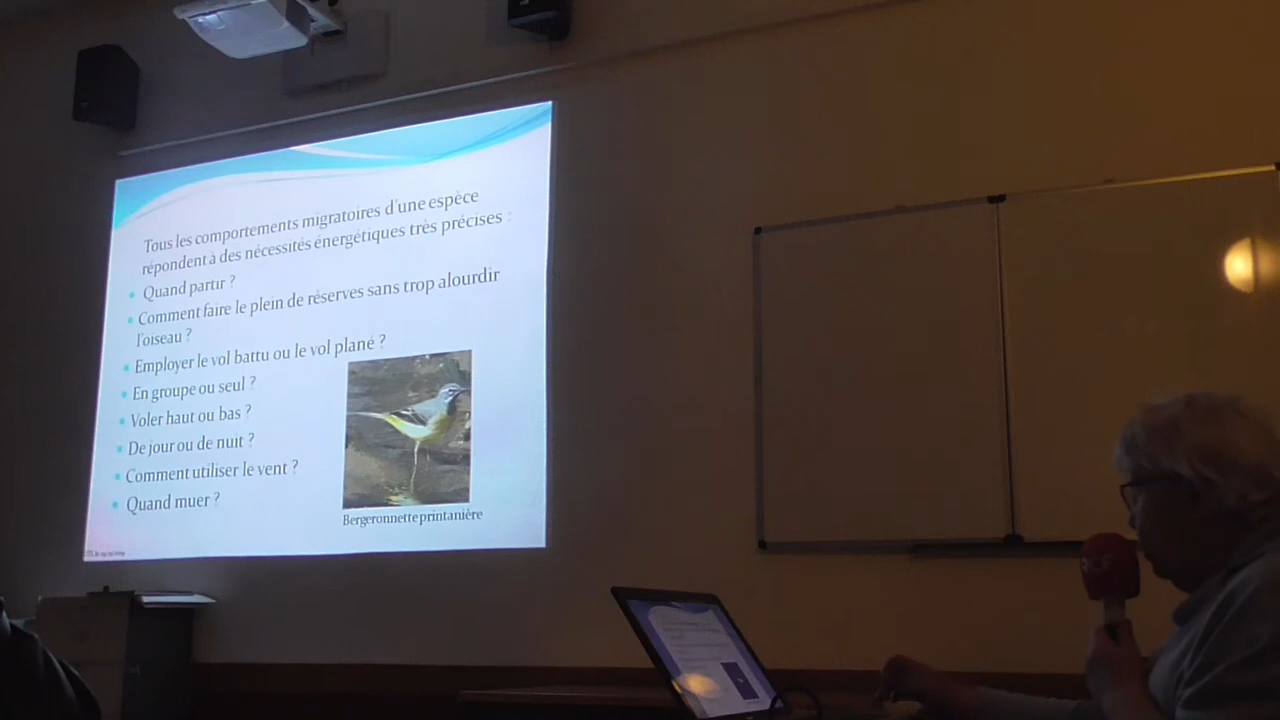 Tous les comportements migratoires d'une espèce
répondent à des nécessités énergétiques très précises :
Quand partir ?
Comment faire le plein de réserves sans trop alourdir
l'oiseau ?
Employer le vol battu ou le vol plané ?
En groupe ou seul ?
Voler haut ou bas ?
De jour ou de nuit ?
Comment utiliser le vent ?
Quand muer ?
Bergeronnette printanière